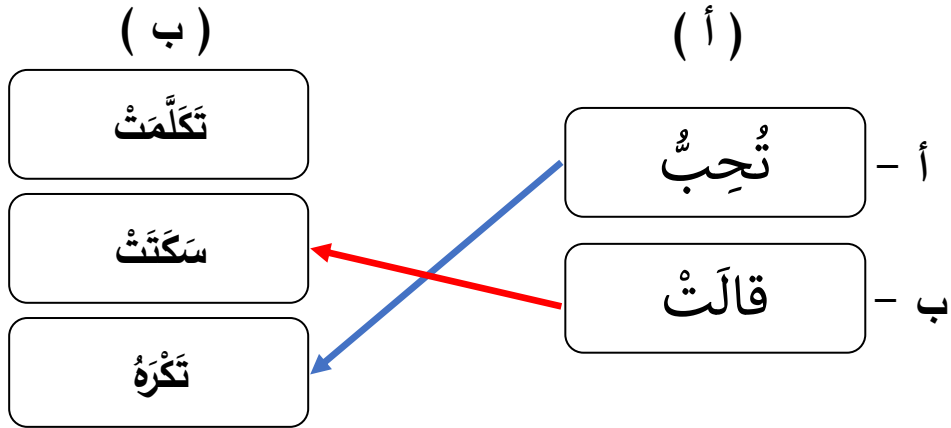 ( أ )
( ب )
أ –
تُحِبُّ
ب –
قالَتْ
تَكَلَّمَتْ
سَكَتَتْ
تَكْرَهُ